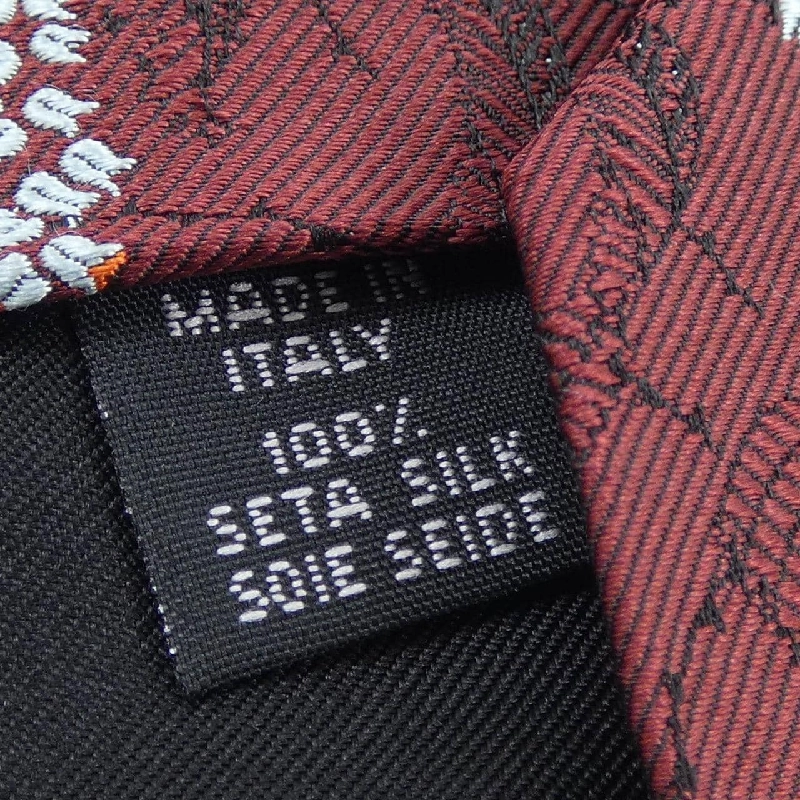 MADE IN
ITALY
100%
SETA SILK
SOIE SEIDE